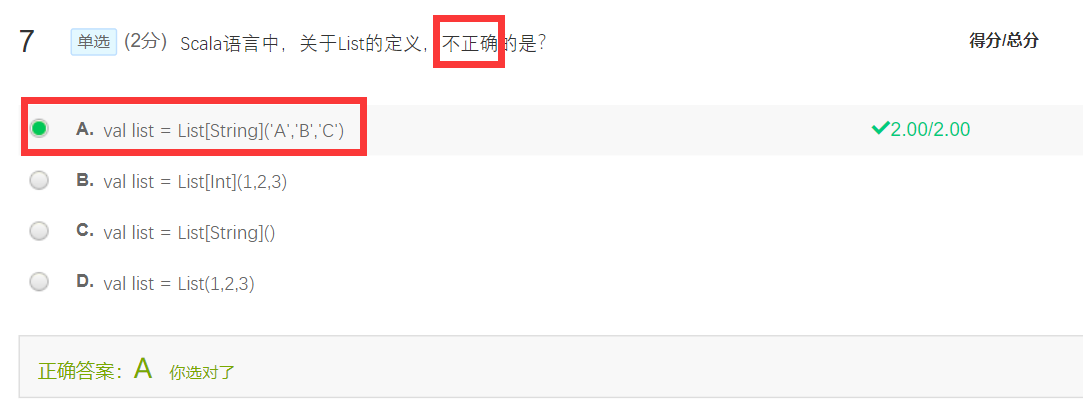 7 单选 (2分) Scala语言中，关于List的定义，不正确的是？ 得分/总分
A. val list = List[String]('A','B','C') 2.00/2.00
B. val list = List[Int](1,2,3)
C. val list = List[String]()
D. val list = List(1,2,3)
正确答案：A 你选对了